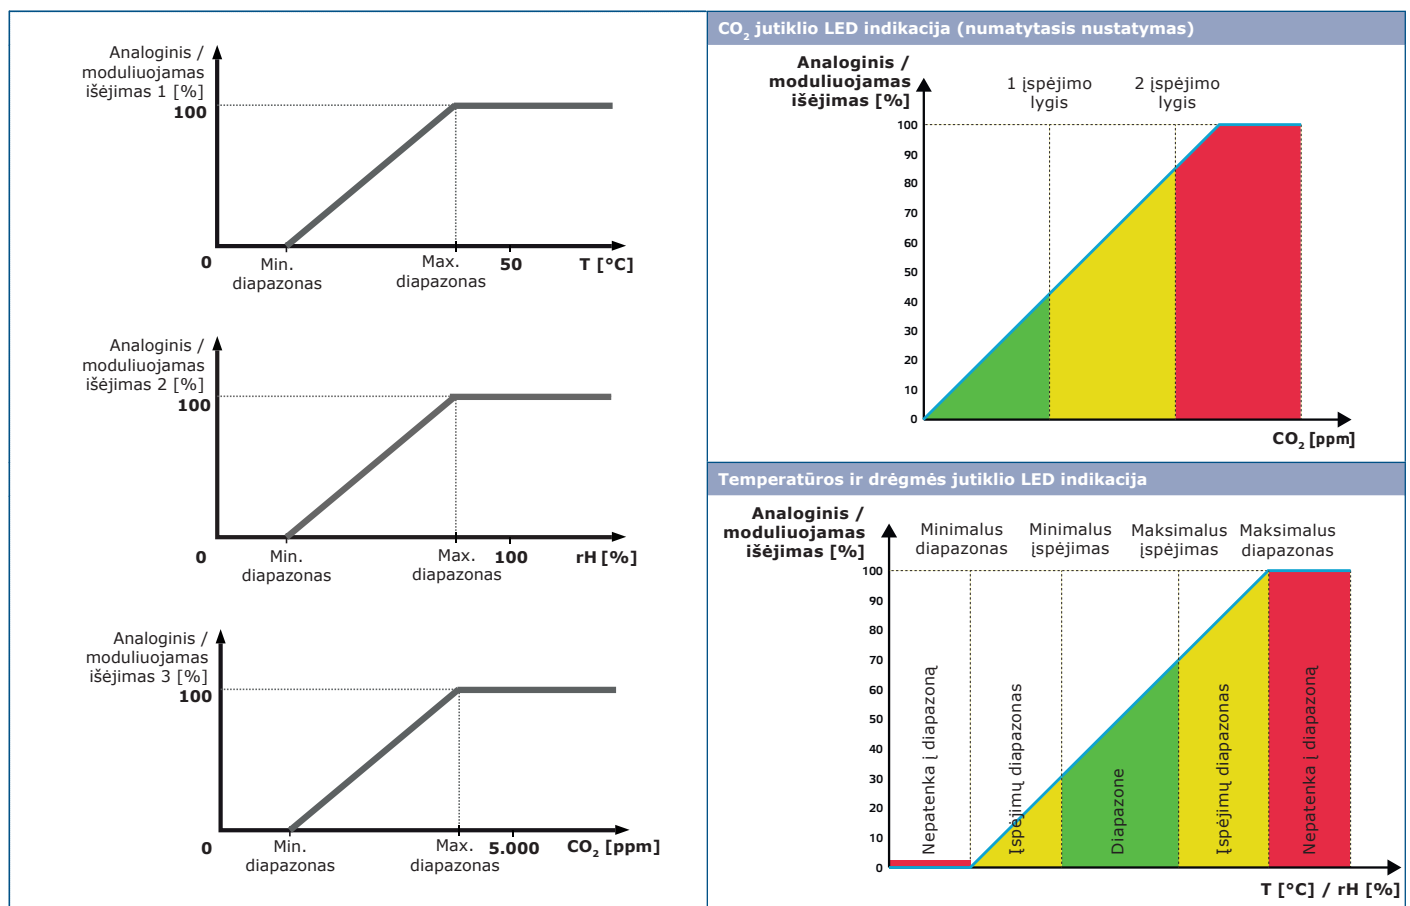 Analoginis /
moduliuojamas
išėjimas 1 [%]
100
0
Min.
diapazonas
Max.
diapazonas
50
T [°C]
Analoginis /
moduliuojamas
išėjimas 2 [%]
100
0
Min.
diapazonas
Max.
diapazonas
100
rH [%]
Analoginis /
moduliuojamas
išėjimas 3 [%]
100
0
Min.
diapazonas
Max.
diapazonas
5.000
CO₂ [ppm]
CO₂ jutiklio LED indikacija (numatytasis nustatymas)
Analoginis /
moduliuojamas
išėjimas [%]
1 įspėjimo
lygis
2 įspėjimo
lygis
100
90
80
70
60
50
40
30
20
10
0
CO₂ [ppm]
Temperatūros ir drėgmės jutiklio LED indikacija
Analoginis /
moduliuojamas
išėjimas [%]
Minimalus
diapazonas
Minimalus
įspėjimas
Maksimalus
įspėjimas
Maksimalus
diapazonas
100
90
80
70
60
50
40
30
20
10
0
Nepatenka į diapazoną
Įspėjimų diapazonas
Diapazone
Įspėjimų diapazonas
Nepatenka į diapazoną
T [°C] / rH [%]